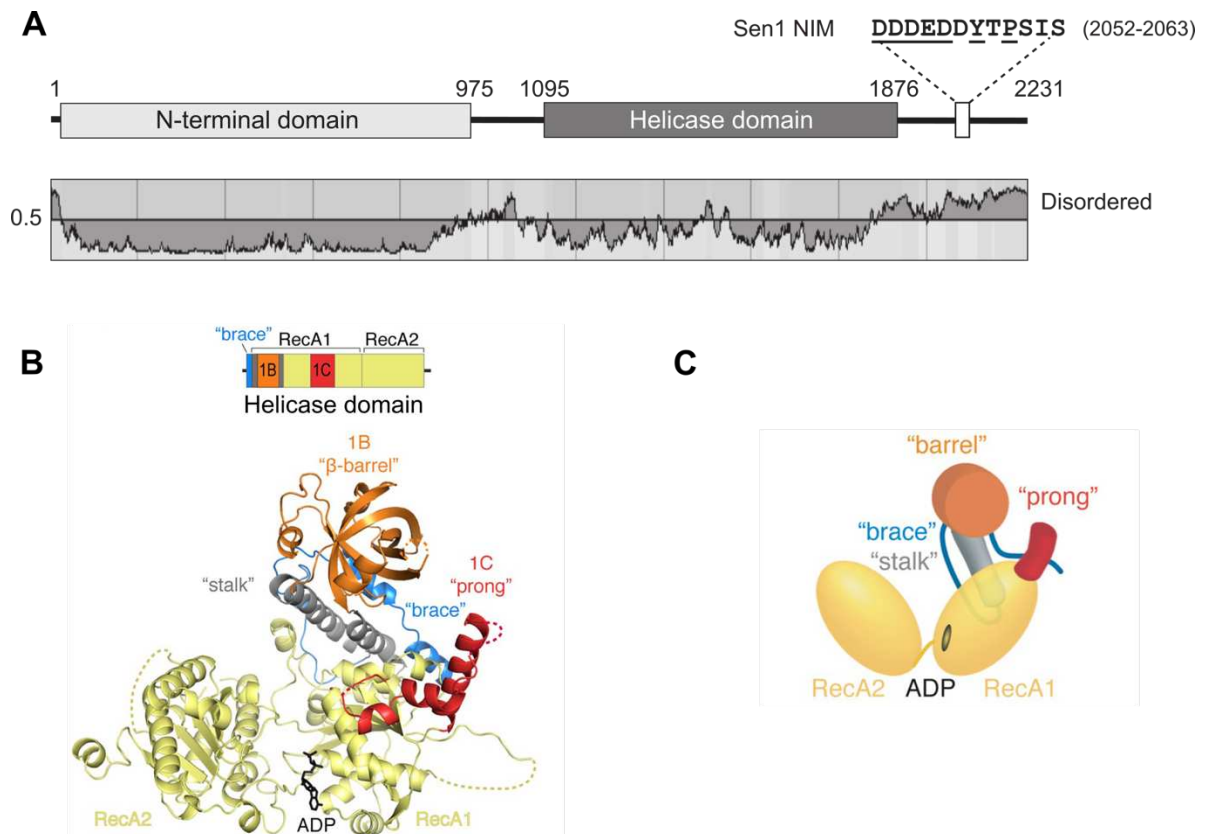 A
Sen1 NIM DDDEDDYTPSIS (2052-2063)
1 975 1095 1876 2231
N-terminal domain Helicase domain
0.5 Disordered
B
"brace" RecA1 RecA2
1B 1C
Helicase domain
1B
"β-barrel"
1C
"prong"
"stalk"
"brace"
RecA2 ADP RecA1
C
"barrel"
"prong"
"brace"
"stalk"
RecA2 ADP RecA1